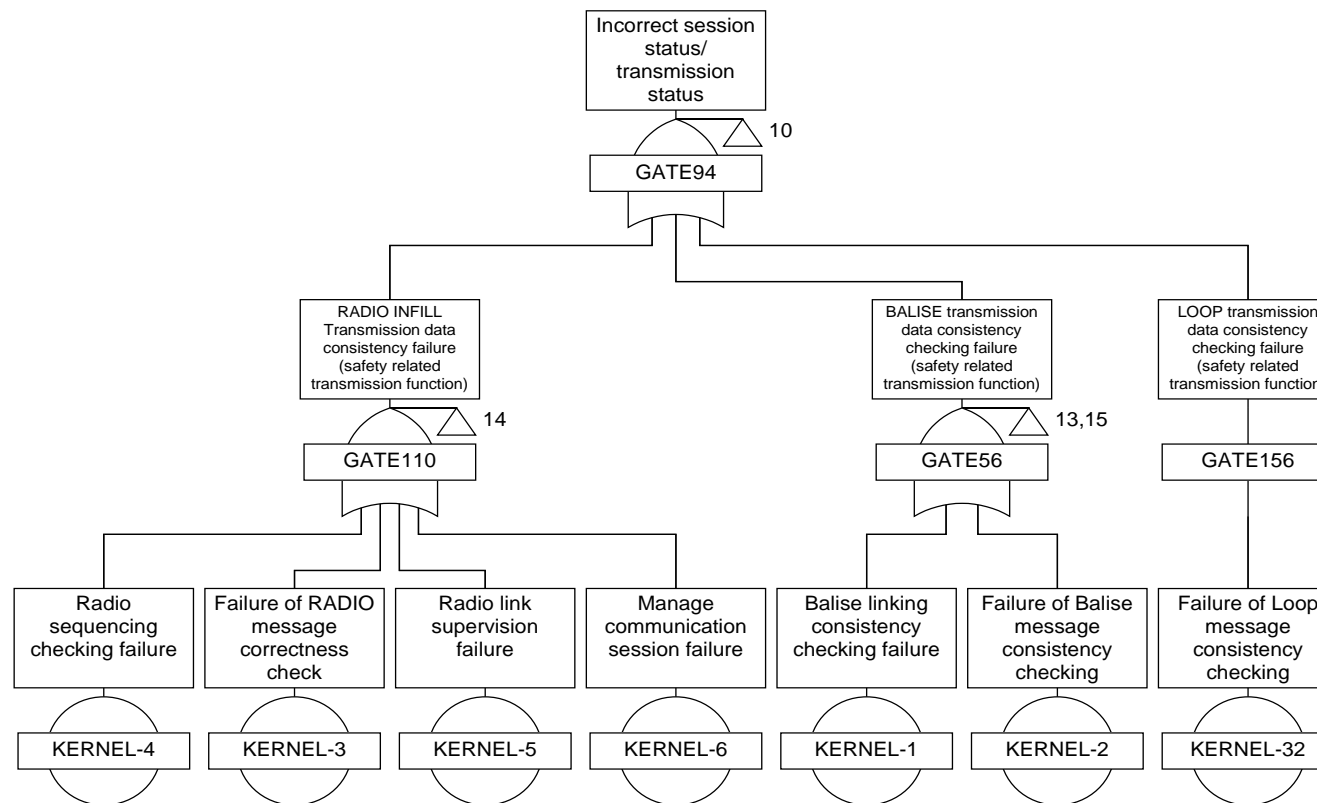 Incorrect session
status/
transmission
status
10
GATE94
RADIO INFILL
Transmission data
consistency failure
(safety related
transmission function)
BALISE transmission
data consistency
checking failure
(safety related
transmission function)
LOOP transmission
data consistency
checking failure
(safety related
transmission function
14
13,15
GATE110
GATE56
GATE156
Radio
sequencing
checking failure
Failure of RADIO
message
correctness
check
Radio link
supervision
failure
Manage
communication
session failure
Balise linking
consistency
checking failure
Failure of Balise
message
consistency
checking
Failure of Loop
message
consistency
checking
KERNEL-4
KERNEL-3
KERNEL-5
KERNEL-6
KERNEL-1
KERNEL-2
KERNEL-32